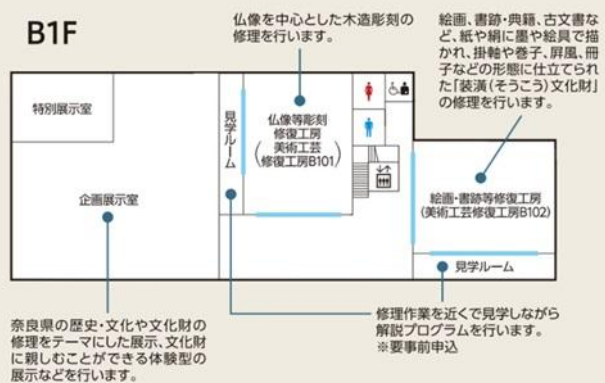 B1F
仏像を中心とした木造彫刻の
修理を行います。
絵画、書跡・典籍、古文書な
ど、紙や絹に墨や絵具で描
かれ、掛軸や巻子、屏風、冊
子などの形態に仕立てられ
た「装潢(そうこう)文化財」
の修理を行います。
特別展示室
企画展示室
見学ルーム
仏像等彫刻
修復工房
(美術工芸
修復工房B101)
絵画・書跡等修復工房
(美術工芸修復工房B102)
見学ルーム
奈良県の歴史・文化や文化財の
修理をテーマにした展示、文化財
に親しむことができる体験型の
展示などを行います。
修理作業を近くで見学しながら
解説プログラムを行います。
※要事前申込